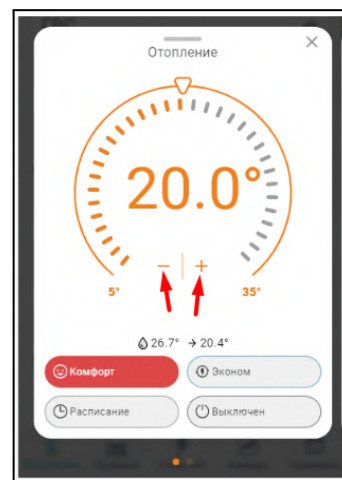 Отопление
20.0°
− +
5° 35°
26.7° → 20.4°
Комфорт Эконом
Расписание Выключен